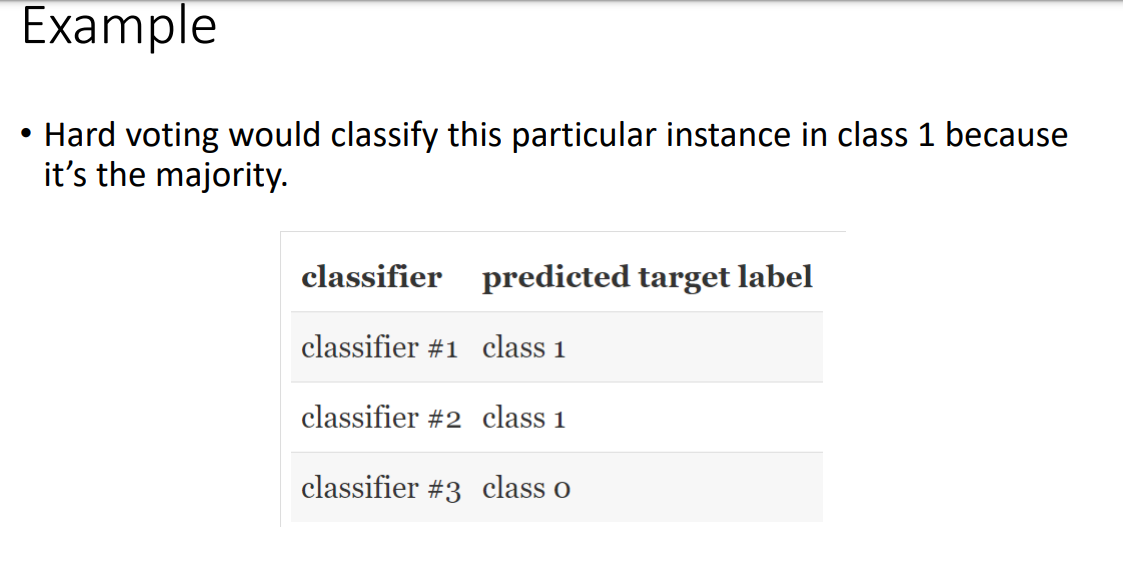 Example
• Hard voting would classify this particular instance in class 1 because
it’s the majority.
classifier predicted target label
classifier #1 class 1
classifier #2 class 1
classifier #3 class 0